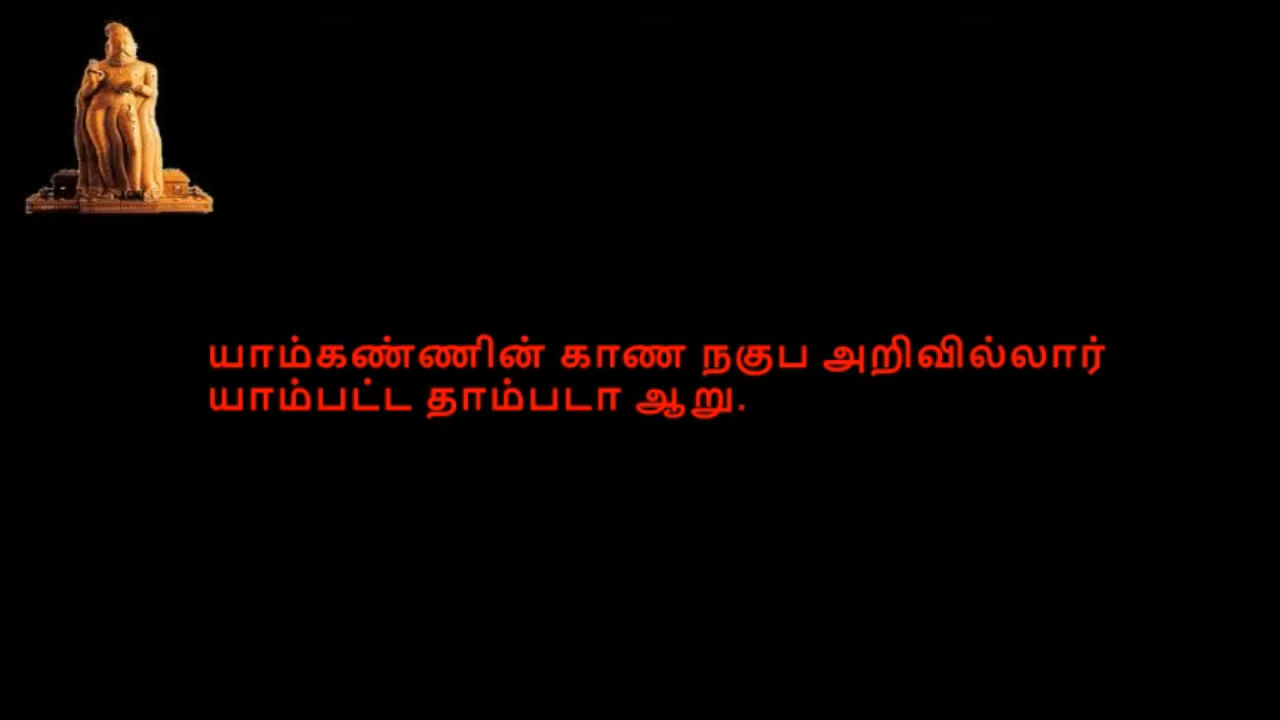 யாம்கண்ணின் காண நகுப அறிவில்லார்
யாம்பட்ட தாம்படா ஆறு.